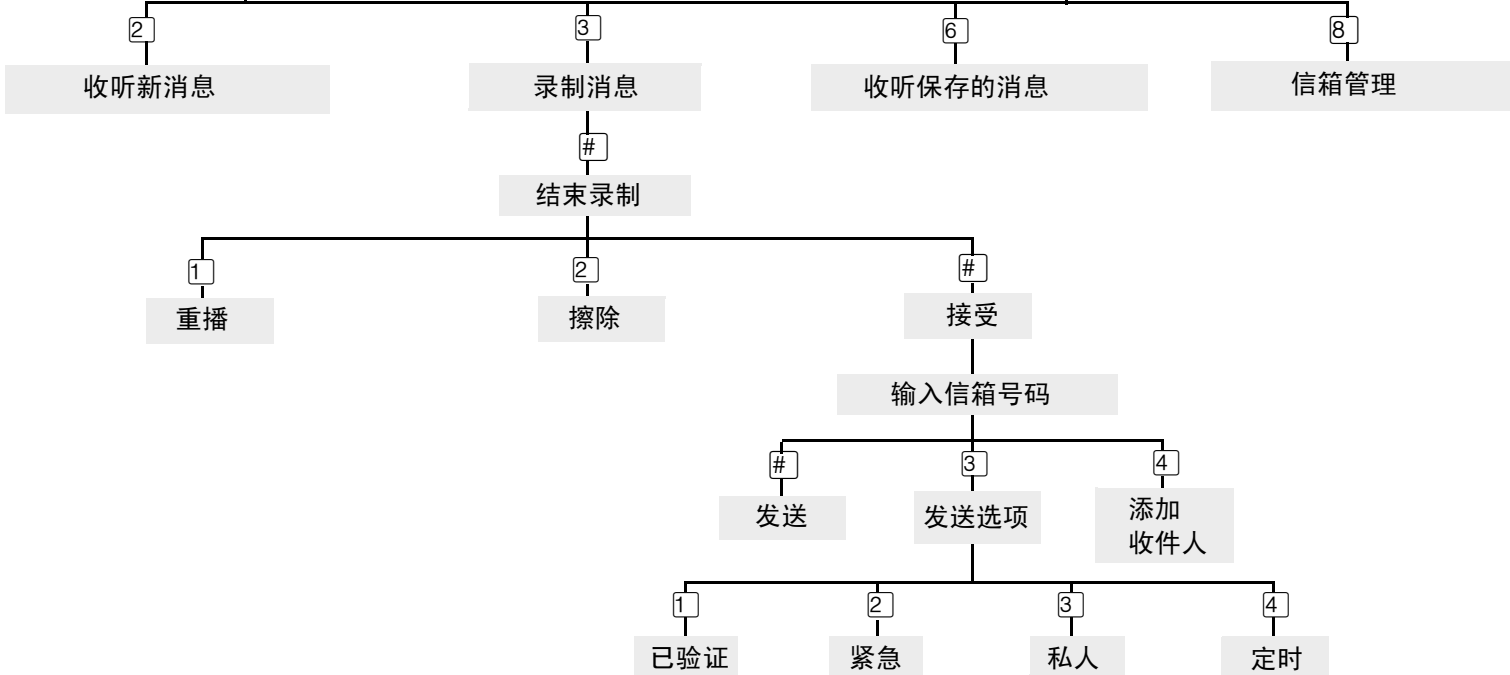 2 3 6 8
收听新消息 录制消息 收听保存的消息 信箱管理
#
结束录制
1 2 #
重播 擦除 接受
输入信箱号码
# 3 4
发送 发送选项 添加
收件人
1 2 3 4
已验证 紧急 私人 定时